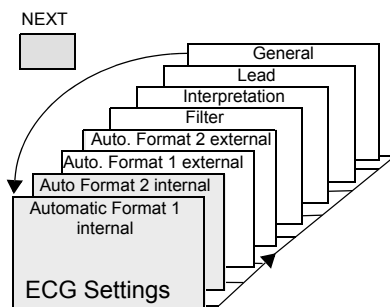 NEXT
General
Lead
Interpretation
Filter
Auto. Format 2 external
Auto. Format 1 external
Auto Format 2 internal
Automatic Format 1
internal
ECG Settings